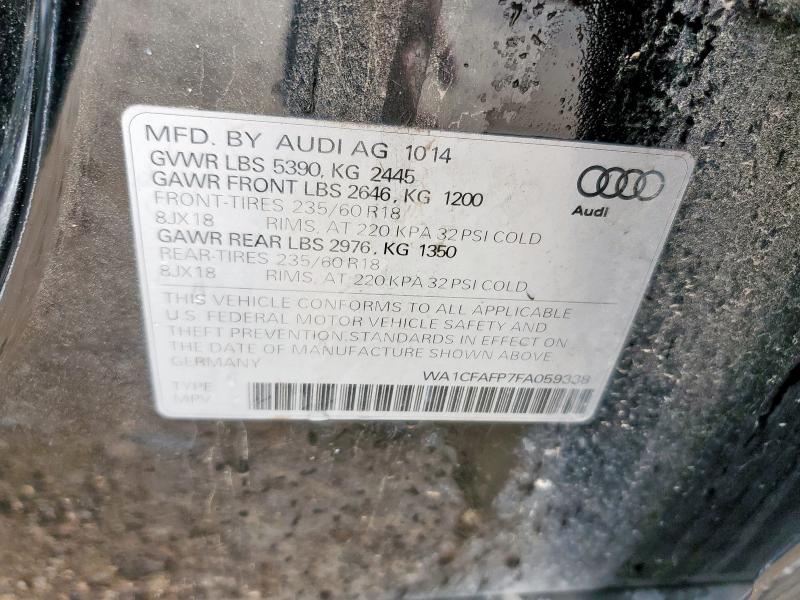 MFD. BY AUDI AG 10 14
GVWR LBS 5390, KG 2445
GAWR FRONT LBS 2646, KG 1200
FRONT-TIRES 235/60 R18
8JX18 RIMS, AT 220 KPA 32 PSI COLD
GAWR REAR LBS 2976, KG 1350
REAR-TIRES 235/60 R18
8JX18 RIMS, AT 220 KPA 32 PSI COLD
THIS VEHICLE CONFORMS TO ALL APPLICABLE
U.S. FEDERAL MOTOR VEHICLE SAFETY AND
THEFT PREVENTION STANDARDS IN EFFECT ON
THE DATE OF MANUFACTURE SHOWN ABOVE
GERMANY WA1CFAFP7FA059338
TYPE
MPV
Audi